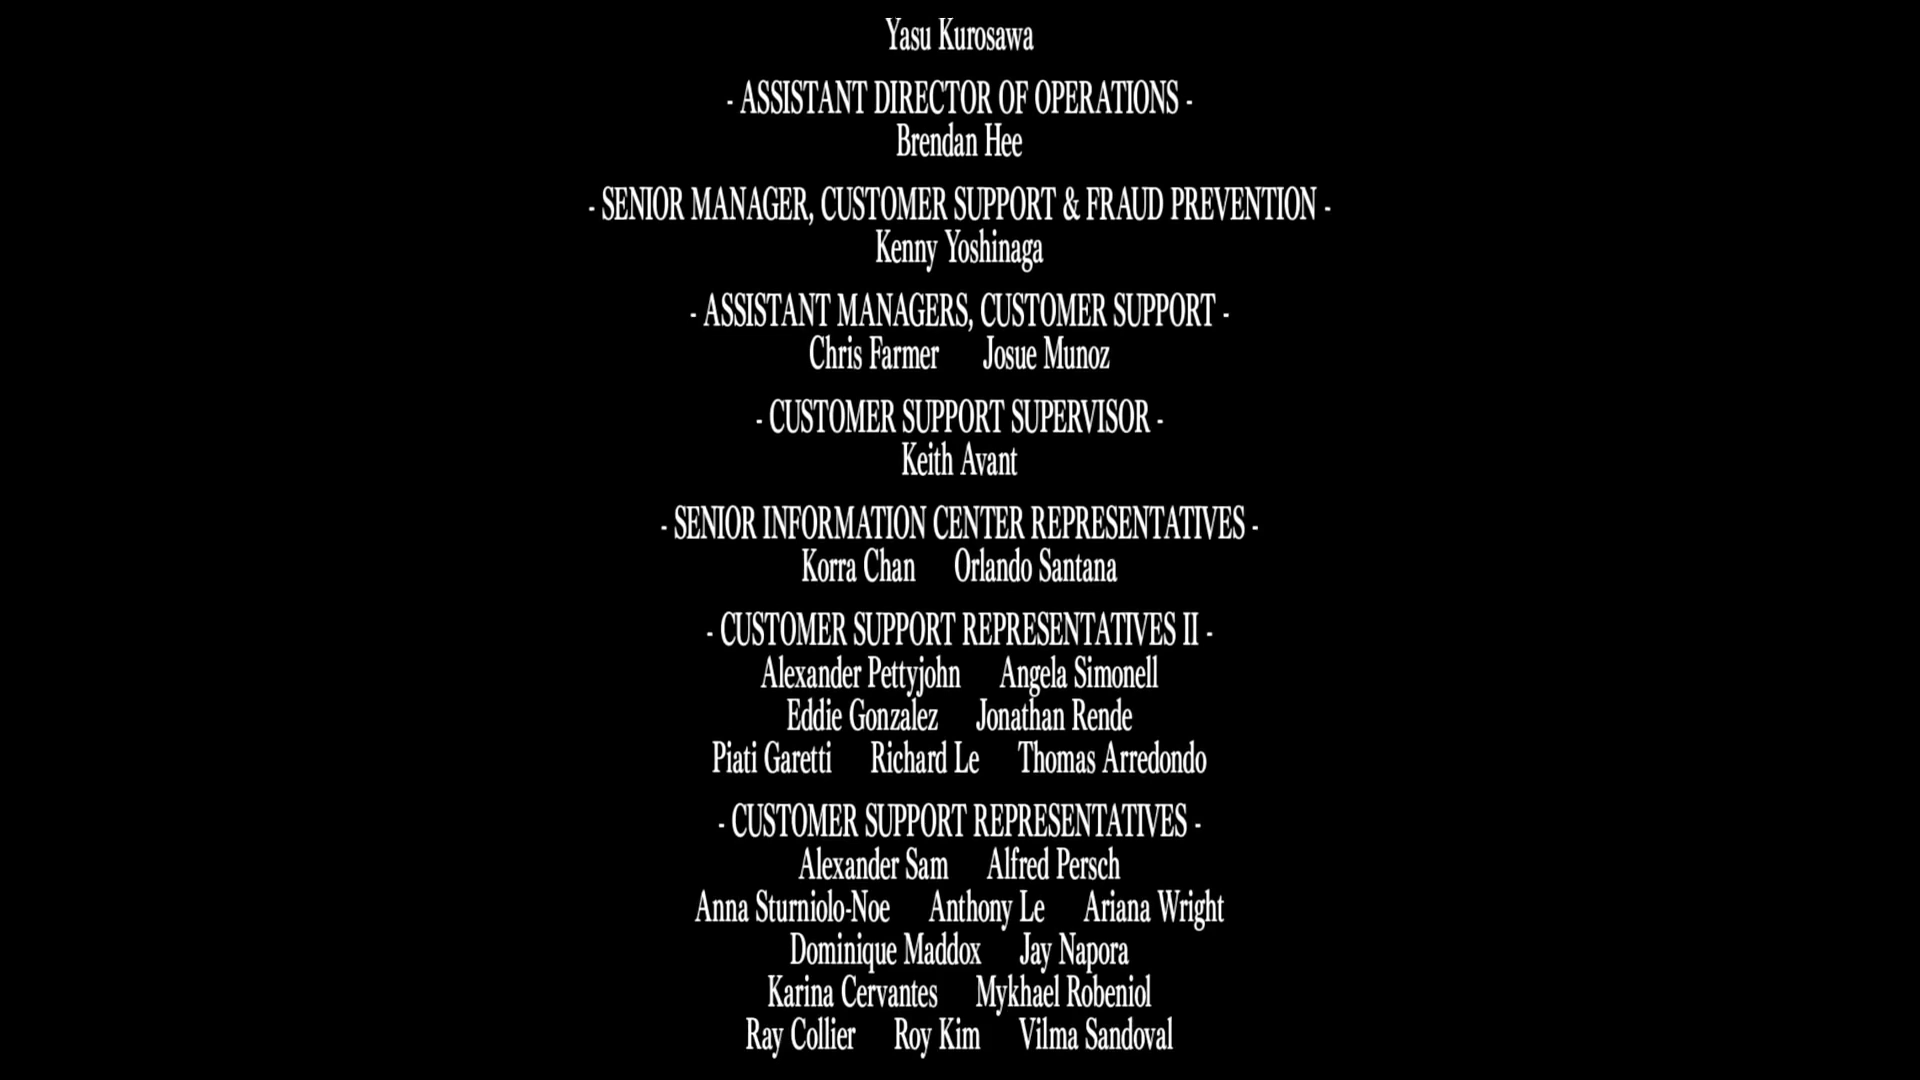 Yasu Kurosawa
- ASSISTANT DIRECTOR OF OPERATIONS -
Brendan Hee
- SENIOR MANAGER, CUSTOMER SUPPORT & FRAUD PREVENTION -
Kenny Yoshinaga
- ASSISTANT MANAGERS, CUSTOMER SUPPORT -
Chris Farmer Josue Munoz
- CUSTOMER SUPPORT SUPERVISOR -
Keith Avant
- SENIOR INFORMATION CENTER REPRESENTATIVES -
Korra Chan Orlando Santana
- CUSTOMER SUPPORT REPRESENTATIVES II -
Alexander Pettyjohn Angela Simonell
Eddie Gonzalez Jonathan Rende
Piati Garetti Richard Le Thomas Arredondo
- CUSTOMER SUPPORT REPRESENTATIVES -
Alexander Sam Alfred Persch
Anna Sturniolo-Noe Anthony Le Ariana Wright
Dominique Maddox Jay Napora
Karina Cervantes Mykhael Robeniol
Ray Collier Roy Kim Vilma Sandoval